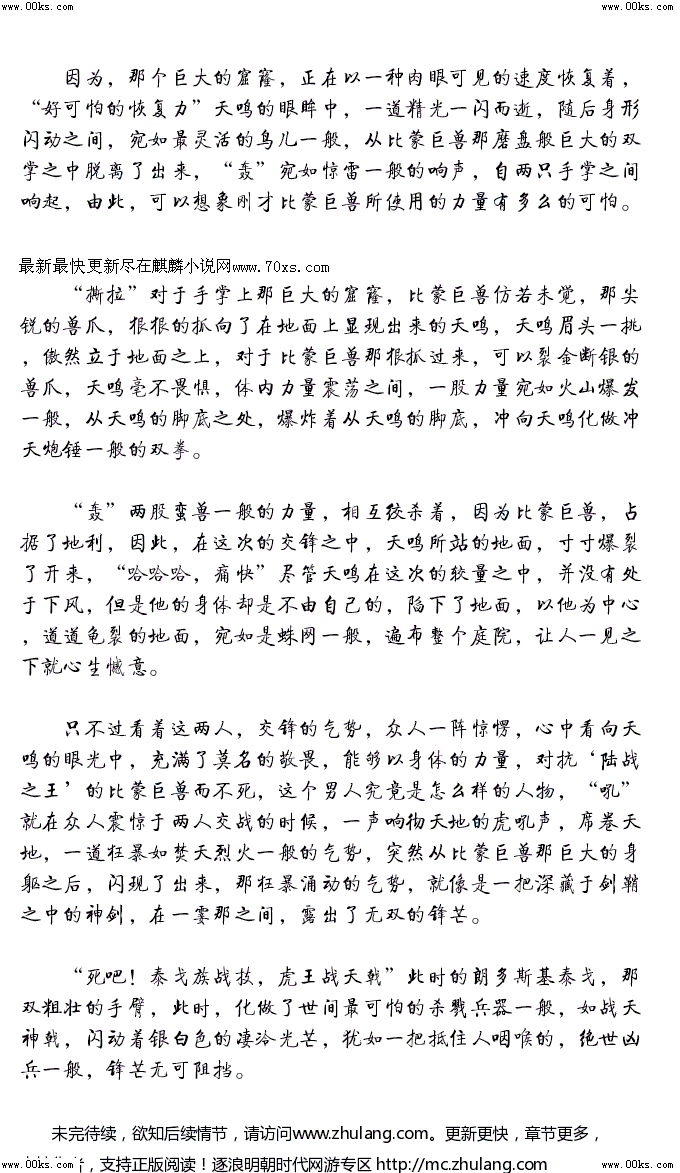 www.00ks.com www.00ks.com
因为，那个巨大的窟窿，正在以一种肉眼可见的速度恢复着，
“好可怕的恢复力”天鸣的眼眸中，一道精光一闪而逝，随后身形
闪动之间，宛如最灵活的鸟儿一般，从比蒙巨兽那磨盘般巨大的双
掌之中脱离了出来，“轰”宛如惊雷一般的响声，自两只手掌之间
响起，由此，可以想象刚才比蒙巨兽所使用的力量有多么的可怕。
最新最快更新尽在麒麟小说网www.70xs.com
“撕拉”对于手掌上那巨大的窟窿，比蒙巨兽仿若未觉，那尖
锐的兽爪，狠狠的抓向了在地面上显现出来的天鸣，天鸣眉头一挑
，傲然立于地面之上，对于比蒙巨兽那狠抓过来，可以裂金断银的
兽爪，天鸣毫不畏惧，体内力量震荡之间，一股力量宛如火山爆发
一般，从天鸣的脚底之处，爆炸着从天鸣的脚底，冲向天鸣化做冲
天炮锤一般的双拳。
“轰”两股蛮兽一般的力量，相互绞杀着，因为比蒙巨兽，占
据了地利，因此，在这次的交锋之中，天鸣所站的地面，寸寸爆裂
了开来，“哈哈哈，痛快”尽管天鸣在这次的较量之中，并没有处
于下风，但是他的身体却是不由自己的，陷下了地面，以他为中心
，道道龟裂的地面，宛如是蛛网一般，遍布整个庭院，让人一见之
下就心生憾意。
只不过看着这两人，交锋的气势，众人一阵惊愣，心中看向天
鸣的眼光中，充满了莫名的敬畏，能够以身体的力量，对抗‘陆战
之王’的比蒙巨兽而不死，这个男人究竟是怎么样的人物，“吼”
就在众人震惊于两人交战的时候，一声响彻天地的虎吼声，席卷天
地，一道狂暴如焚天烈火一般的气势，突然从比蒙巨兽那巨大的身
躯之后，闪现了出来，那狂暴涌动的气势，就像是一把深藏于剑鞘
之中的神剑，在一霎那之间，露出了无双的锋芒。
“死吧！泰戈族战技，虎王战天戟”此时的朗多斯基泰戈，那
双粗壮的手臂，此时，化做了世间最可怕的杀戮兵器一般，如战天
神戟，闪动着银白色的凄冷光芒，犹如一把抵住人咽喉的，绝世凶
兵一般，锋芒无可阻挡。
未完待续，欲知后续情节，请访问www.zhulang.com。更新更快，章节更多，
，支持正版阅读！逐浪明朝时代网游专区 http://mc.zhulang.com
www.00ks.com